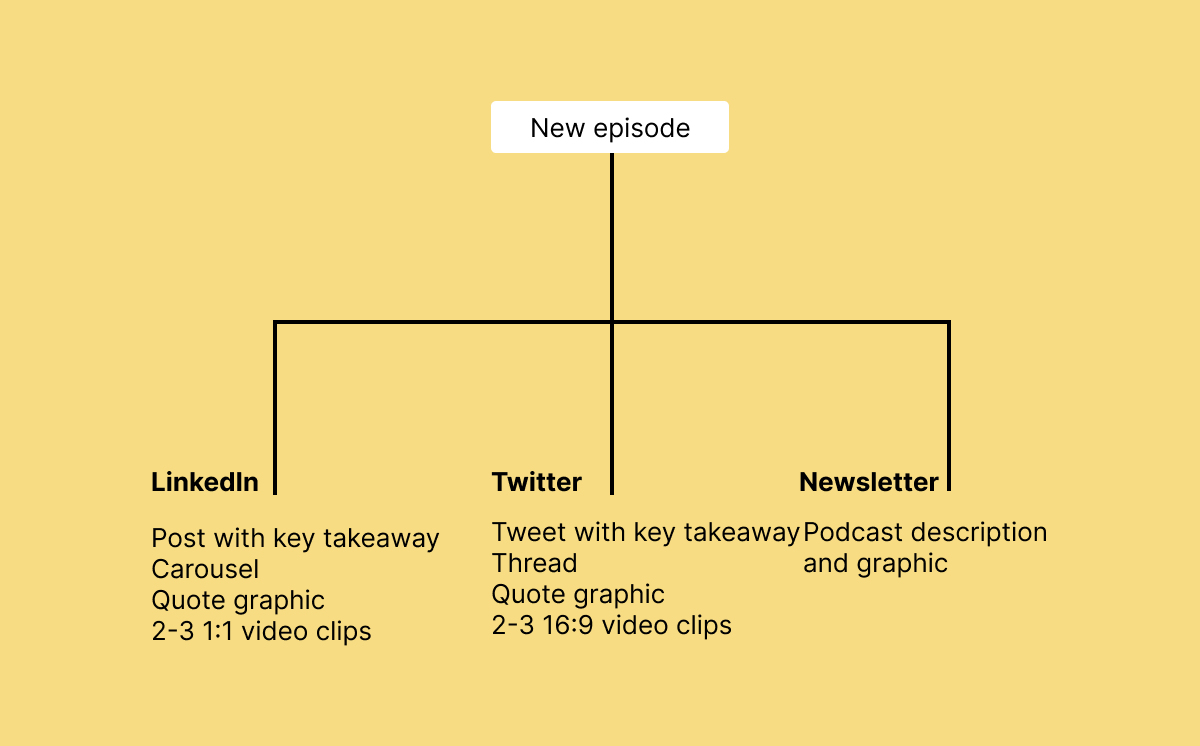 New episode
LinkedIn
Post with key takeaway
Carousel
Quote graphic
2-3 1:1 video clips
Twitter
Tweet with key takeaway
Thread
Quote graphic
2-3 16:9 video clips
Newsletter
Podcast description
and graphic